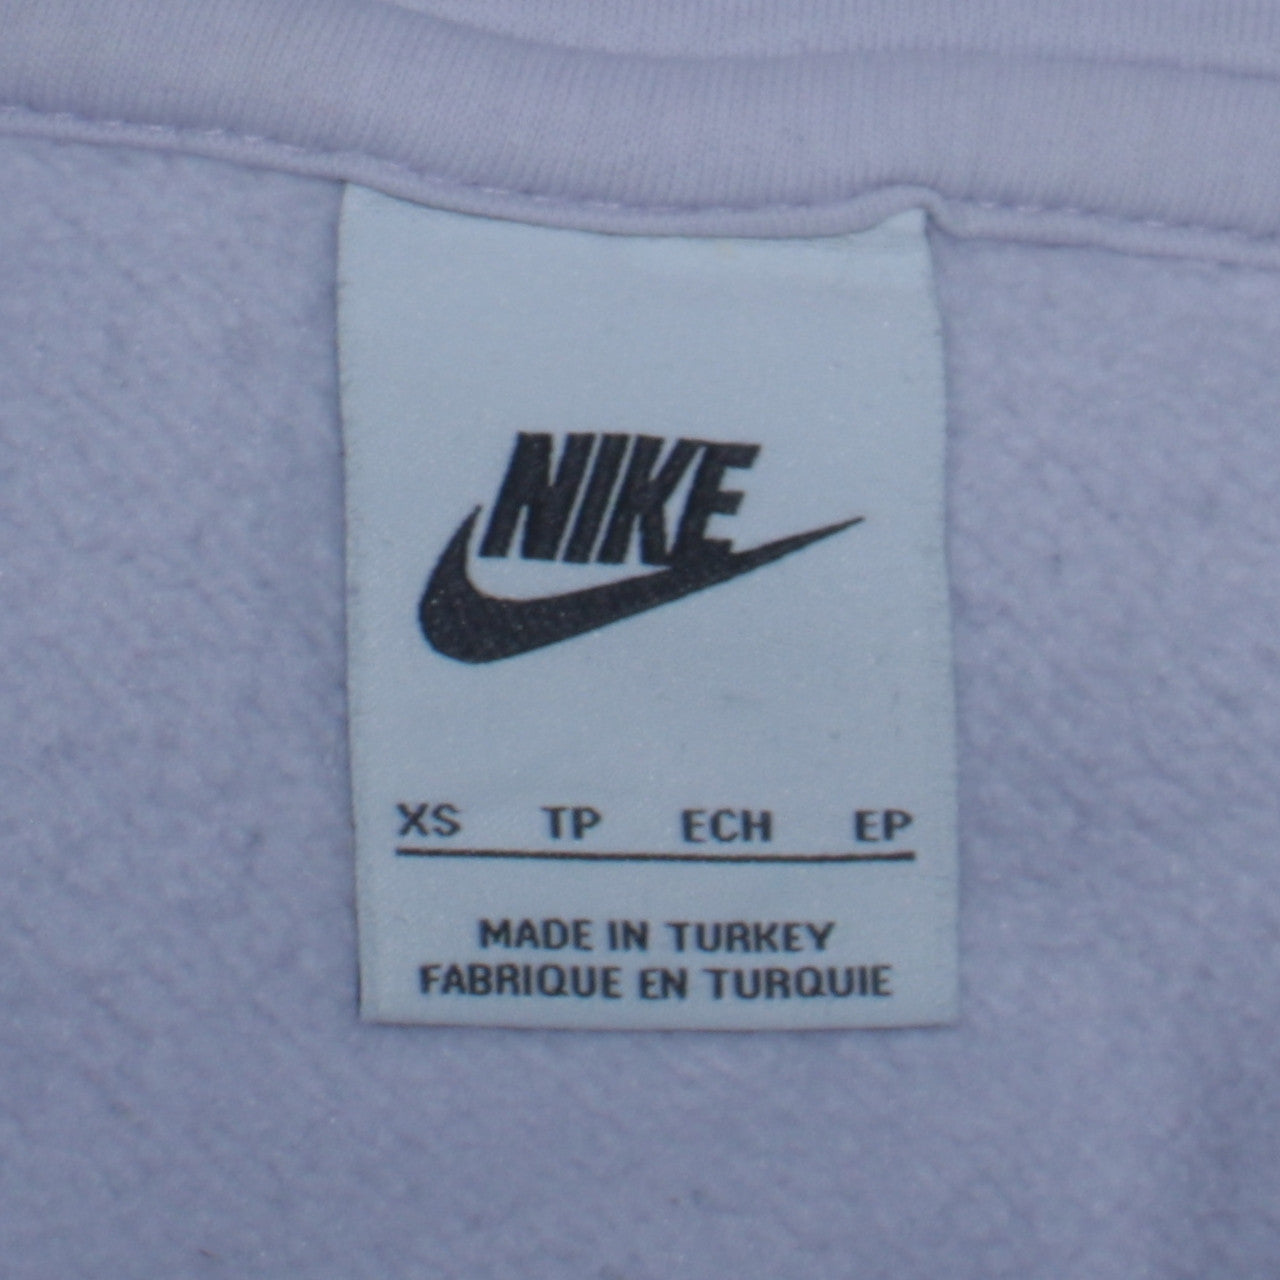 NIKE
XS TP ECH EP
MADE IN TURKEY
FABRIQUE EN TURQUIE